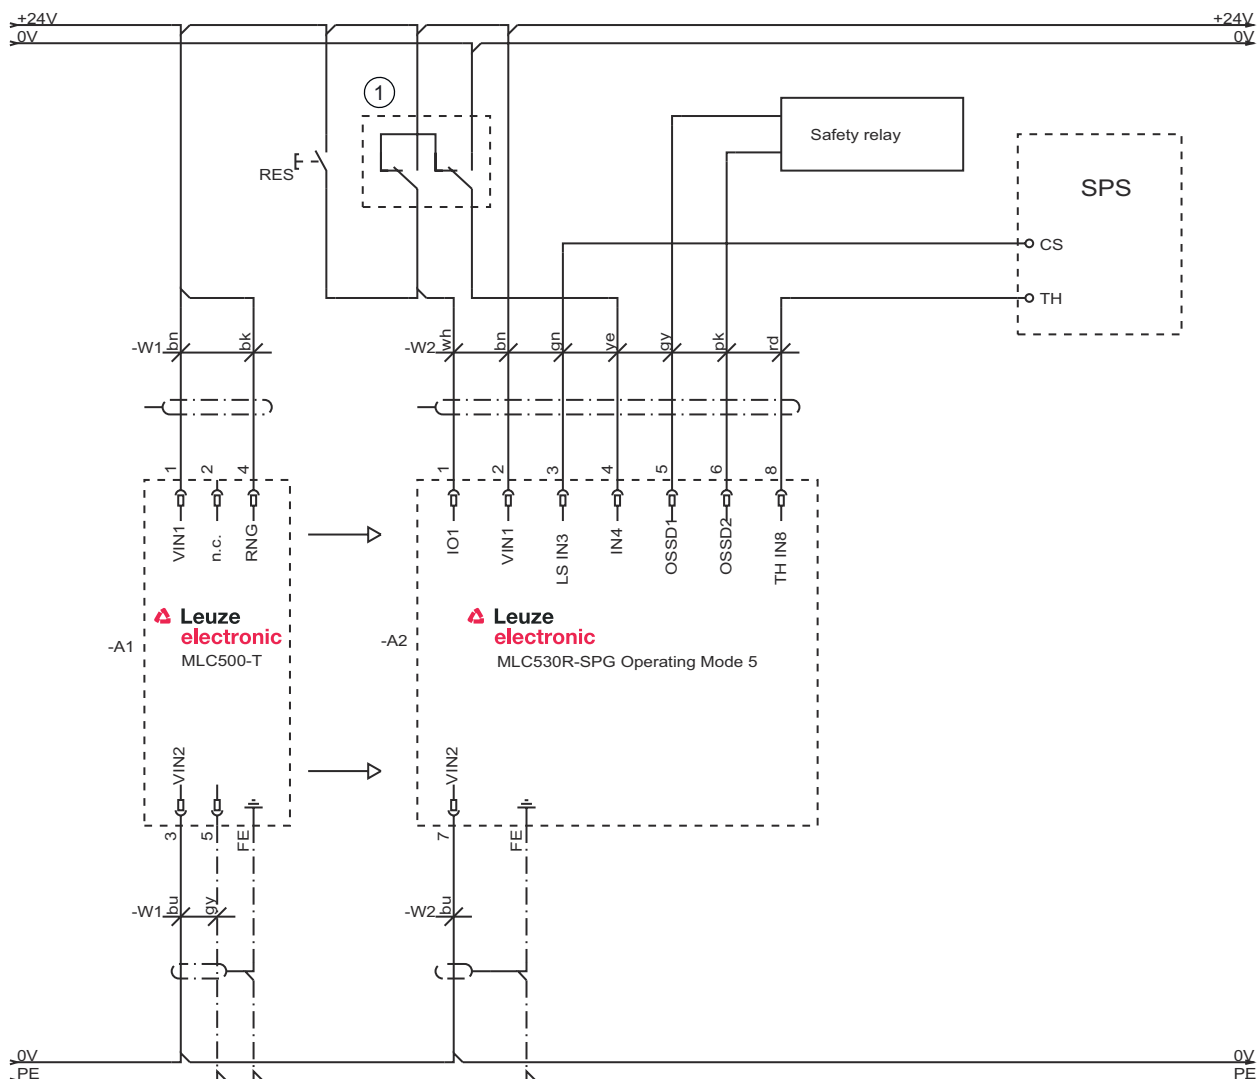 +24V
+24V
0V
0V
1
Safety relay
RES
SPS
CS
TH
-W1
bn
bk
-W2
wh
bn
gn
ye
gy
pk
rd
1
2
4
1
2
3
4
5
6
8
VIN1
n.c.
RNG
IO1
VIN1
LS IN3
IN4
OSSD1
OSSD2
TH IN8
Leuze
electronic
MLC500-T
-A1
Leuze
electronic
MLC530R-SPG Operating Mode 5
-A2
VIN2
VIN2
3
5
FE
7
FE
-W1
bu
gy
-W2
bu
0V
0V
PE
PE